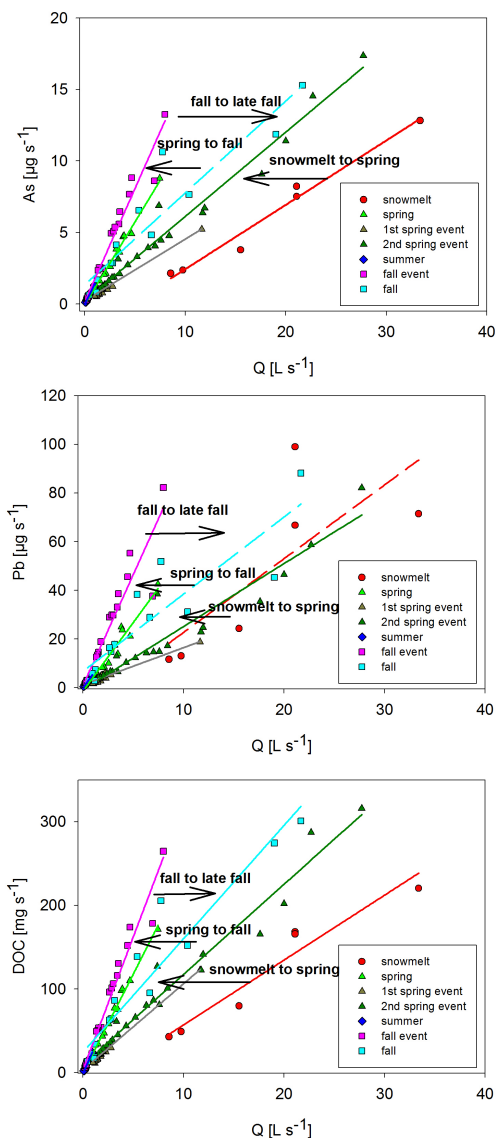 20
15
10
5
0
As [µg s-1]
fall to late fall
spring to fall
snowmelt to spring
snowmelt
spring
1st spring event
2nd spring event
summer
fall event
fall
0 10 20 30 40
Q [L s-1]
120
100
80
60
40
20
0
Pb [µg s-1]
fall to late fall
spring to fall
snowmelt to spring
snowmelt
spring
1st spring event
2nd spring event
summer
fall event
fall
0 10 20 30 40
Q [L s-1]
300
200
100
0
DOC [mg s-1]
fall to late fall
spring to fall
snowmelt to spring
snowmelt
spring
1st spring event
2nd spring event
summer
fall event
fall
0 10 20 30 40
Q [L s-1]